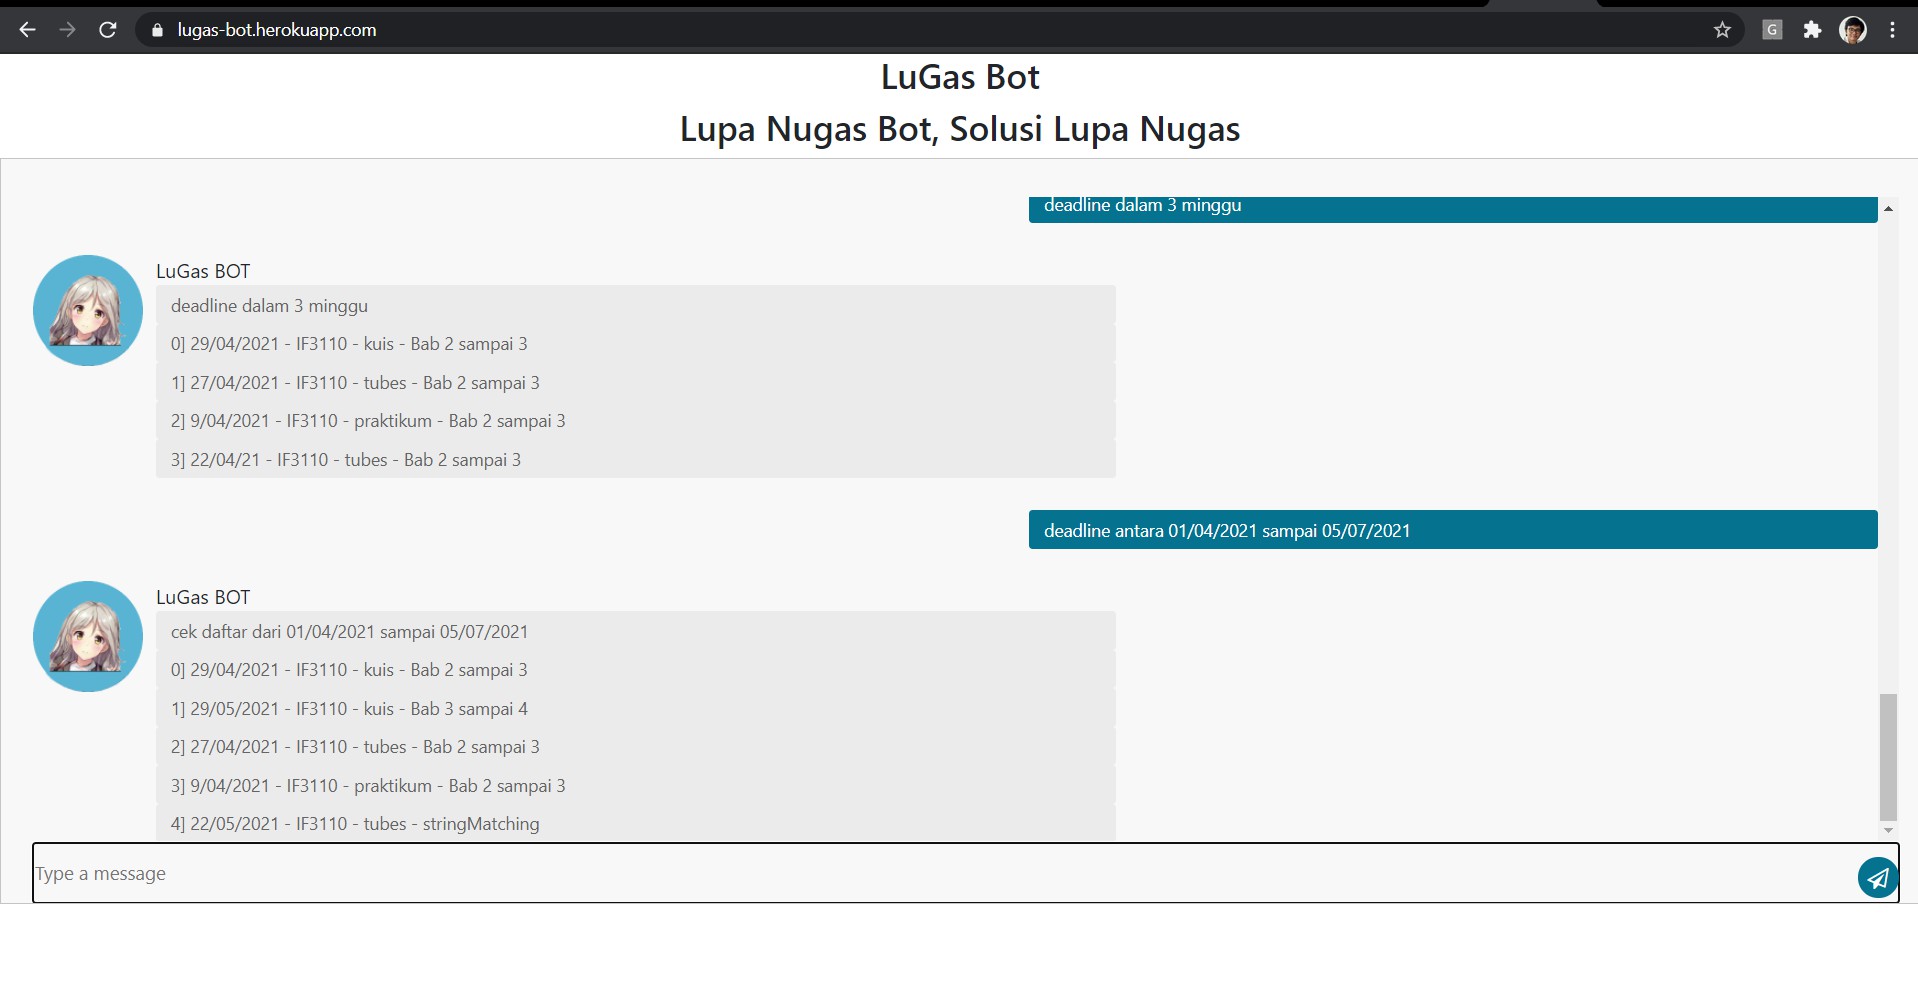 lugas-bot.herokuapp.com
G
LuGas Bot
Lupa Nugas Bot, Solusi Lupa Nugas
deadline dalam 3 minggu
LuGas BOT
deadline dalam 3 minggu
0] 29/04/2021 - IF3110 - kuis - Bab 2 sampai 3
1] 27/04/2021 - IF3110 - tubes - Bab 2 sampai 3
2] 9/04/2021 - IF3110 - praktikum - Bab 2 sampai 3
3] 22/04/21 - IF3110 - tubes - Bab 2 sampai 3
deadline antara 01/04/2021 sampai 05/07/2021
LuGas BOT
cek daftar dari 01/04/2021 sampai 05/07/2021
0] 29/04/2021 - IF3110 - kuis - Bab 2 sampai 3
1] 29/05/2021 - IF3110 - kuis - Bab 3 sampai 4
2] 27/04/2021 - IF3110 - tubes - Bab 2 sampai 3
3] 9/04/2021 - IF3110 - praktikum - Bab 2 sampai 3
4] 22/05/2021 - IF3110 - tubes - stringMatching
Type a message